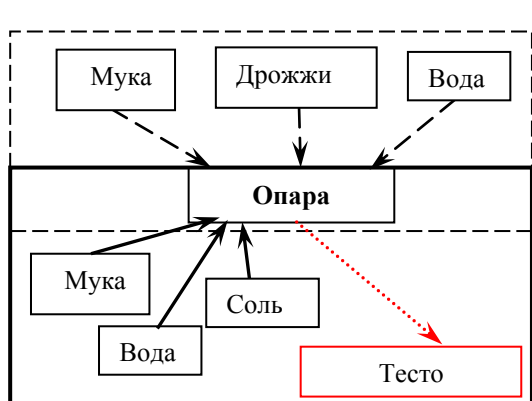 Мука
Дрожжи
Вода
Опара
Мука
Соль
Вода
Тесто